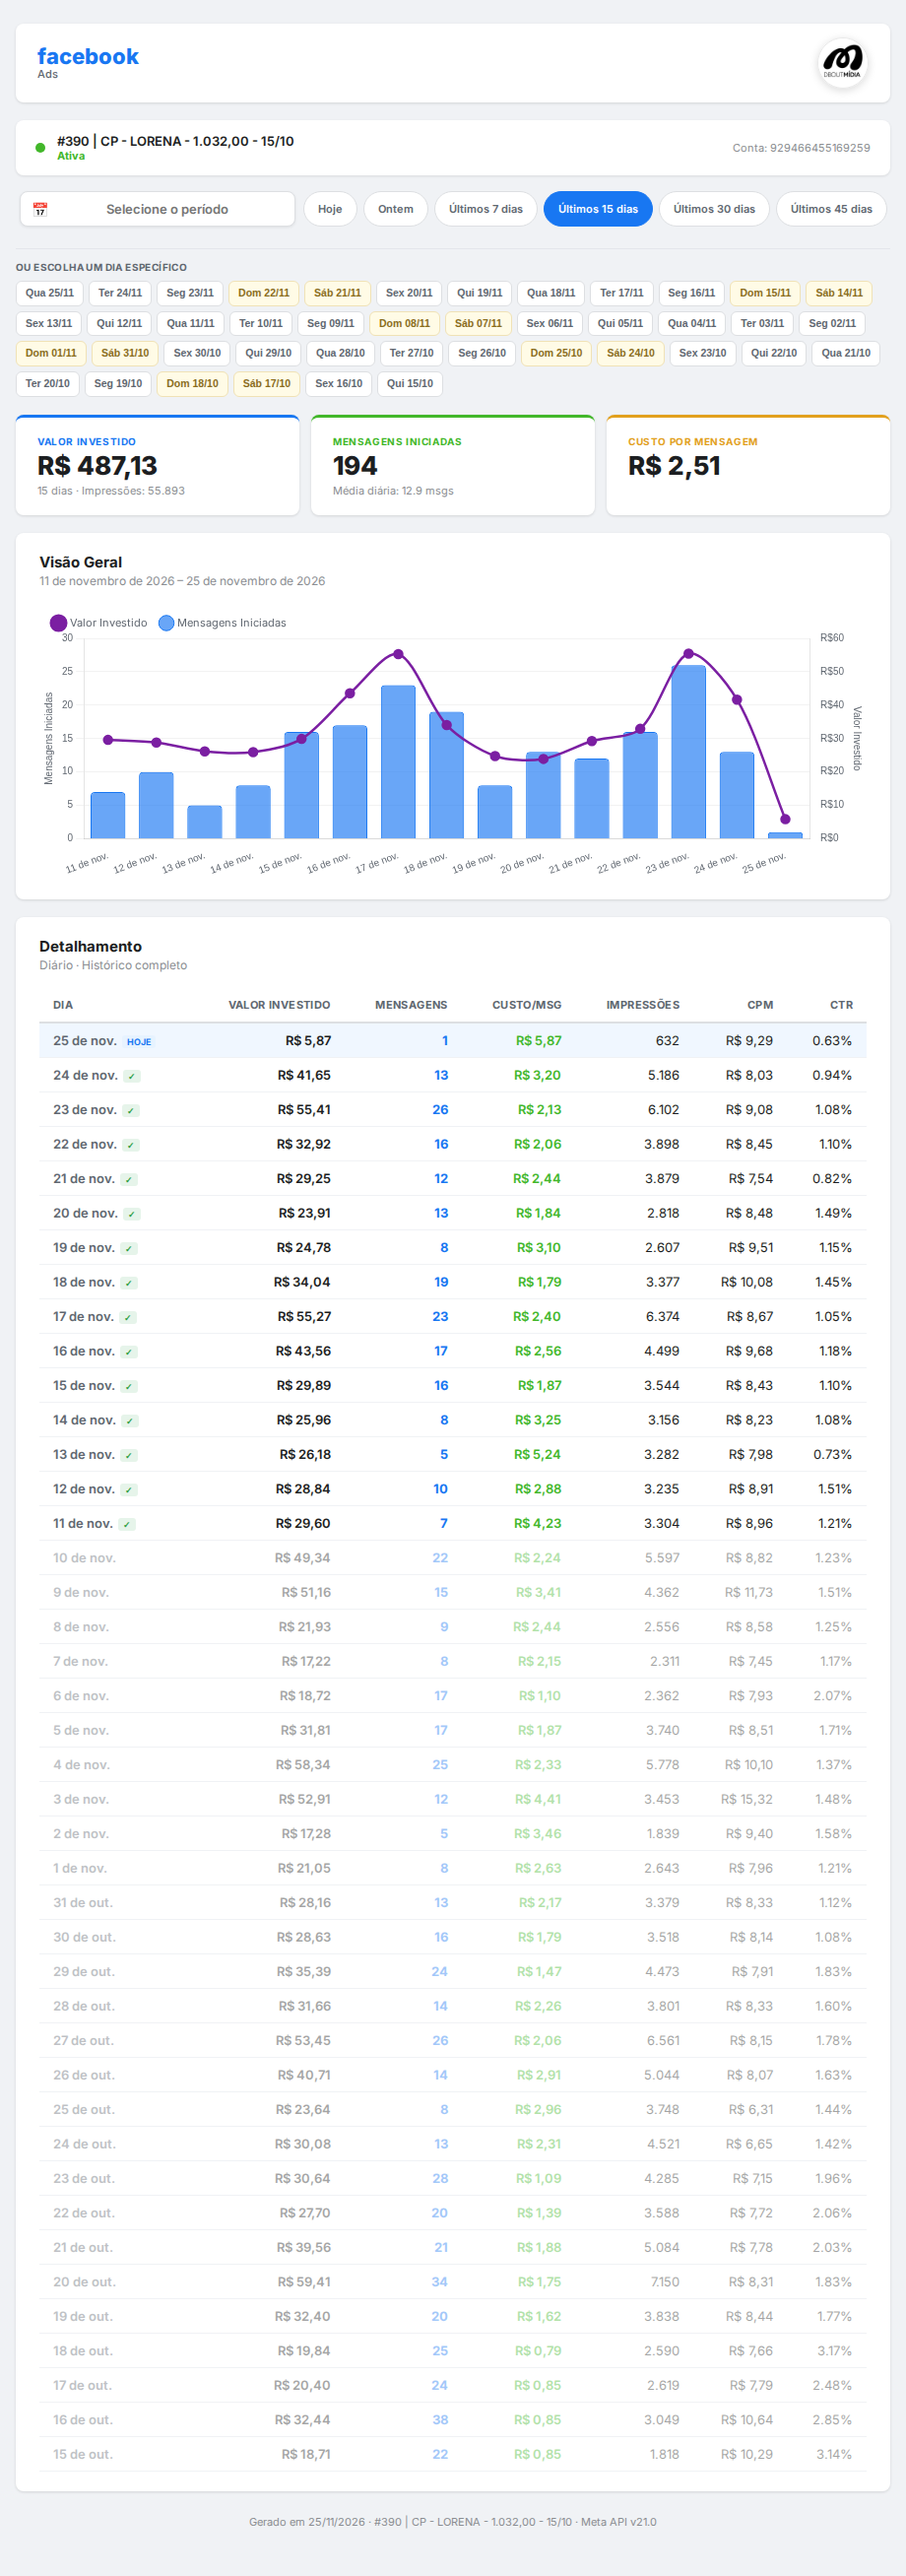 facebook
Ads
DBOUTMÍDIA
#390 | CP - LORENA - 1.032,00 - 15/10
Ativa
Conta: 929466455169259
Selecione o período
Hoje
Ontem
Últimos 7 dias
Últimos 15 dias
Últimos 30 dias
Últimos 45 dias
OU ESCOLHA UM DIA ESPECÍFICO
Qua 25/11 Ter 24/11 Seg 23/11 Dom 22/11 Sáb 21/11 Sex 20/11 Qui 19/11 Qua 18/11 Ter 17/11 Seg 16/11 Dom 15/11 Sáb 14/11
Sex 13/11 Qui 12/11 Qua 11/11 Ter 10/11 Seg 09/11 Dom 08/11 Sáb 07/11 Sex 06/11 Qui 05/11 Qua 04/11 Ter 03/11 Seg 02/11
Dom 01/11 Sáb 31/10 Sex 30/10 Qui 29/10 Qua 28/10 Ter 27/10 Seg 26/10 Dom 25/10 Sáb 24/10 Sex 23/10 Qui 22/10 Qua 21/10
Ter 20/10 Seg 19/10 Dom 18/10 Sáb 17/10 Sex 16/10 Qui 15/10
VALOR INVESTIDO
R$ 487,13
15 dias · Impressões: 55.893
MENSAGENS INICIADAS
194
Média diária: 12.9 msgs
CUSTO POR MENSAGEM
R$ 2,51
Visão Geral
11 de novembro de 2026 – 25 de novembro de 2026
Valor Investido Mensagens Iniciadas
30 R$60
25 R$50
20 R$40
15 R$30
10 R$20
5 R$10
0 R$0
Mensagens Iniciadas
Valor Investido
11 de nov. 12 de nov. 13 de nov. 14 de nov. 15 de nov. 16 de nov. 17 de nov. 18 de nov. 19 de nov. 20 de nov. 21 de nov. 22 de nov. 23 de nov. 24 de nov. 25 de nov.
Detalhamento
Diário · Histórico completo
DIA VALOR INVESTIDO MENSAGENS CUSTO/MSG IMPRESSÕES CPM CTR
25 de nov. HOJE R$ 5,87 1 R$ 5,87 632 R$ 9,29 0.63%
24 de nov. ✓ R$ 41,65 13 R$ 3,20 5.186 R$ 8,03 0.94%
23 de nov. ✓ R$ 55,41 26 R$ 2,13 6.102 R$ 9,08 1.08%
22 de nov. ✓ R$ 32,92 16 R$ 2,06 3.898 R$ 8,45 1.10%
21 de nov. ✓ R$ 29,25 12 R$ 2,44 3.879 R$ 7,54 0.82%
20 de nov. ✓ R$ 23,91 13 R$ 1,84 2.818 R$ 8,48 1.49%
19 de nov. ✓ R$ 24,78 8 R$ 3,10 2.607 R$ 9,51 1.15%
18 de nov. ✓ R$ 34,04 19 R$ 1,79 3.377 R$ 10,08 1.45%
17 de nov. ✓ R$ 55,27 23 R$ 2,40 6.374 R$ 8,67 1.05%
16 de nov. ✓ R$ 43,56 17 R$ 2,56 4.499 R$ 9,68 1.18%
15 de nov. ✓ R$ 29,89 16 R$ 1,87 3.544 R$ 8,43 1.10%
14 de nov. ✓ R$ 25,96 8 R$ 3,25 3.156 R$ 8,23 1.08%
13 de nov. ✓ R$ 26,18 5 R$ 5,24 3.282 R$ 7,98 0.73%
12 de nov. ✓ R$ 28,84 10 R$ 2,88 3.235 R$ 8,91 1.51%
11 de nov. ✓ R$ 29,60 7 R$ 4,23 3.304 R$ 8,96 1.21%
10 de nov. R$ 49,34 22 R$ 2,24 5.597 R$ 8,82 1.23%
9 de nov. R$ 51,16 15 R$ 3,41 4.362 R$ 11,73 1.51%
8 de nov. R$ 21,93 9 R$ 2,44 2.556 R$ 8,58 1.25%
7 de nov. R$ 17,22 8 R$ 2,15 2.311 R$ 7,45 1.17%
6 de nov. R$ 18,72 17 R$ 1,10 2.362 R$ 7,93 2.07%
5 de nov. R$ 31,81 17 R$ 1,87 3.740 R$ 8,51 1.71%
4 de nov. R$ 58,34 25 R$ 2,33 5.778 R$ 10,10 1.37%
3 de nov. R$ 52,91 12 R$ 4,41 3.453 R$ 15,32 1.48%
2 de nov. R$ 17,28 5 R$ 3,46 1.839 R$ 9,40 1.58%
1 de nov. R$ 21,05 8 R$ 2,63 2.643 R$ 7,96 1.21%
31 de out. R$ 28,16 13 R$ 2,17 3.379 R$ 8,33 1.12%
30 de out. R$ 28,63 16 R$ 1,79 3.518 R$ 8,14 1.08%
29 de out. R$ 35,39 24 R$ 1,47 4.473 R$ 7,91 1.83%
28 de out. R$ 31,66 14 R$ 2,26 3.801 R$ 8,33 1.60%
27 de out. R$ 53,45 26 R$ 2,06 6.561 R$ 8,15 1.78%
26 de out. R$ 40,71 14 R$ 2,91 5.044 R$ 8,07 1.63%
25 de out. R$ 23,64 8 R$ 2,96 3.748 R$ 6,31 1.44%
24 de out. R$ 30,08 13 R$ 2,31 4.521 R$ 6,65 1.42%
23 de out. R$ 30,64 28 R$ 1,09 4.285 R$ 7,15 1.96%
22 de out. R$ 27,70 20 R$ 1,39 3.588 R$ 7,72 2.06%
21 de out. R$ 39,56 21 R$ 1,88 5.084 R$ 7,78 2.03%
20 de out. R$ 59,41 34 R$ 1,75 7.150 R$ 8,31 1.83%
19 de out. R$ 32,40 20 R$ 1,62 3.838 R$ 8,44 1.77%
18 de out. R$ 19,84 25 R$ 0,79 2.590 R$ 7,66 3.17%
17 de out. R$ 20,40 24 R$ 0,85 2.619 R$ 7,79 2.48%
16 de out. R$ 32,44 38 R$ 0,85 3.049 R$ 10,64 2.85%
15 de out. R$ 18,71 22 R$ 0,85 1.818 R$ 10,29 3.14%
Gerado em 25/11/2026 · #390 | CP - LORENA - 1.032,00 - 15/10 · Meta API v21.0